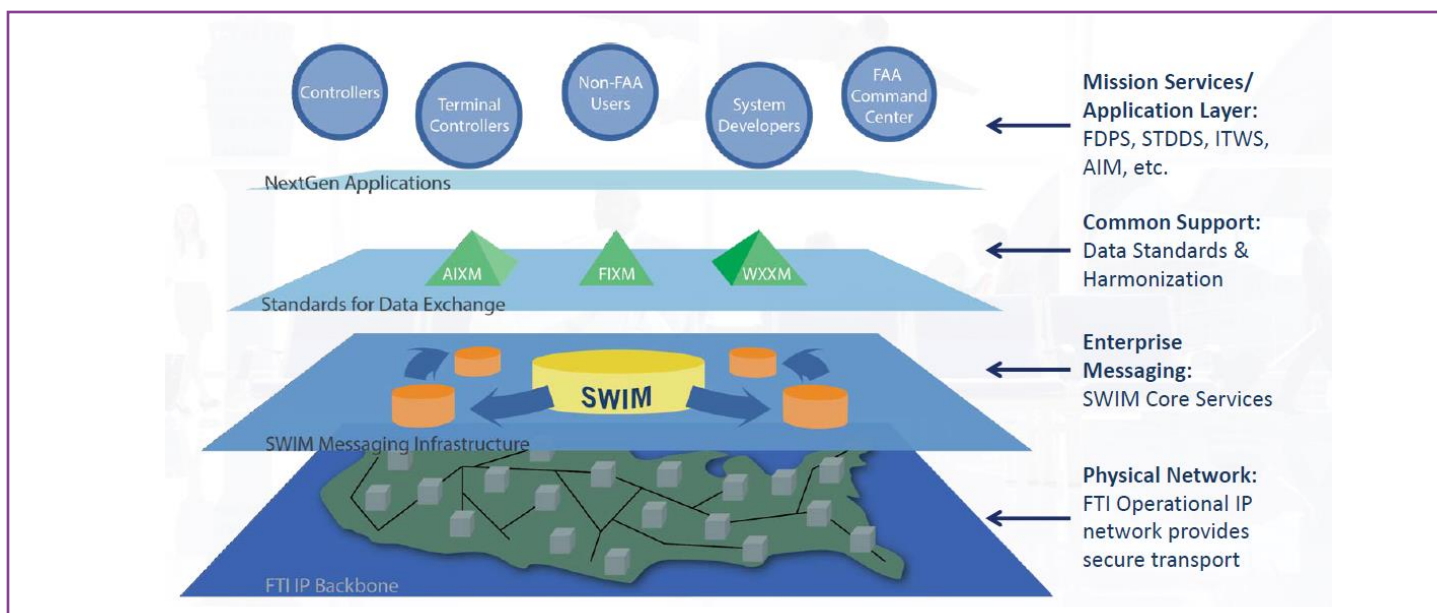 Controllers
Terminal
Controllers
Non-FAA
Users
System
Developers
FAA
Command
Center
NextGen Applications
Mission Services/
Application Layer:
FDPS, STDDS, ITWS,
AIM, etc.
AIXM
FIXM
WXXM
Standards for Data Exchange
Common Support:
Data Standards &
Harmonization
SWIM
SWIM Messaging Infrastructure
Enterprise
Messaging:
SWIM Core Services
FTI IP Backbone
Physical Network:
FTI Operational IP
network provides
secure transport